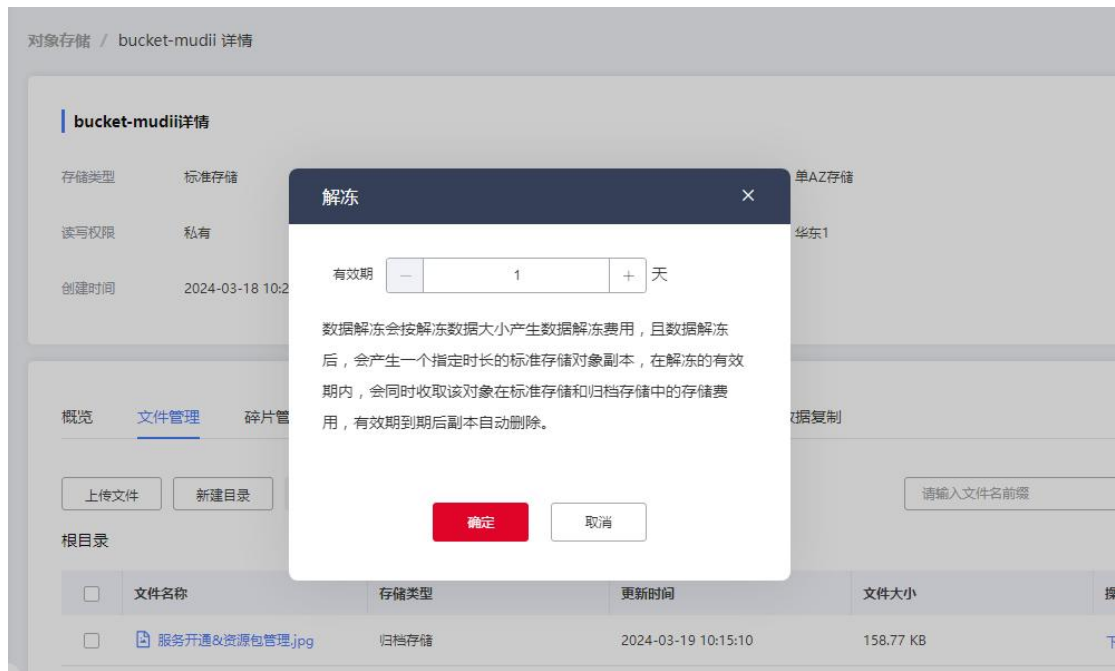 对象存储 / bucket-mudii 详情
bucket-mudii详情
存储类型 标准存储 单AZ存储
读写权限 私有 华东1
创建时间 2024-03-18 10:2
解冻
有效期 1 天
数据解冻会按解冻数据大小产生数据解冻费用，且数据解冻
后，会产生一个指定时长的标准存储对象副本，在解冻的有效
期内，会同时收取该对象在标准存储和归档存储中的存储费
用，有效期到期后副本自动删除。
确定 取消
概览 文件管理 碎片管 据复制
上传文件 新建目录 请输入文件名前缀
根目录
文件名称 存储类型 更新时间 文件大小
服务开通&资源包管理.jpg 归档存储 2024-03-19 10:15:10 158.77 KB